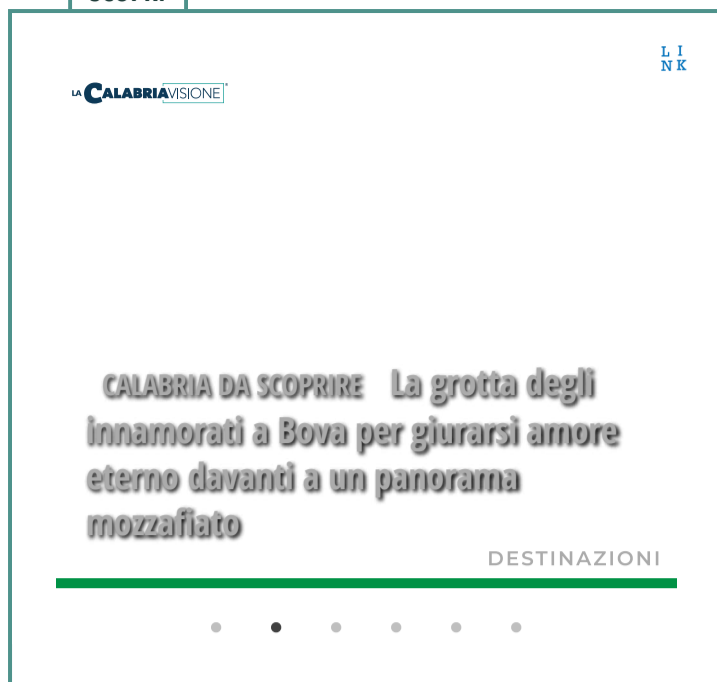 L I
N K
LA CALABRIAVISIONE
CALABRIA DA SCOPRIRE La grotta degli
innamorati a Bova per giurarsi amore
eterno davanti a un panorama
mozzafiato
DESTINAZIONI